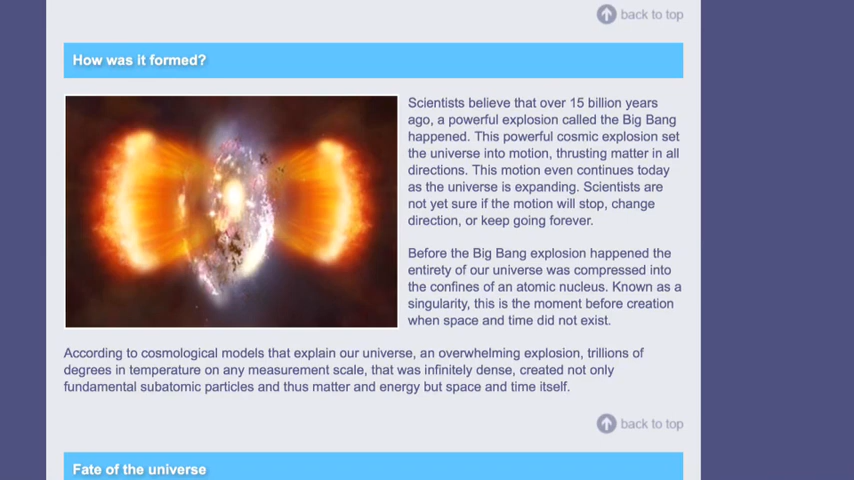 back to top
How was it formed?
Scientists believe that over 15 billion years
ago, a powerful explosion called the Big Bang
happened. This powerful cosmic explosion set
the universe into motion, thrusting matter in all
directions. This motion even continues today
as the universe is expanding. Scientists are
not yet sure if the motion will stop, change
direction, or keep going forever.
Before the Big Bang explosion happened the
entirety of our universe was compressed into
the confines of an atomic nucleus. Known as a
singularity, this is the moment before creation
when space and time did not exist.
According to cosmological models that explain our universe, an overwhelming explosion, trillions of
degrees in temperature on any measurement scale, that was infinitely dense, created not only
fundamental subatomic particles and thus matter and energy but space and time itself.
back to top
Fate of the universe